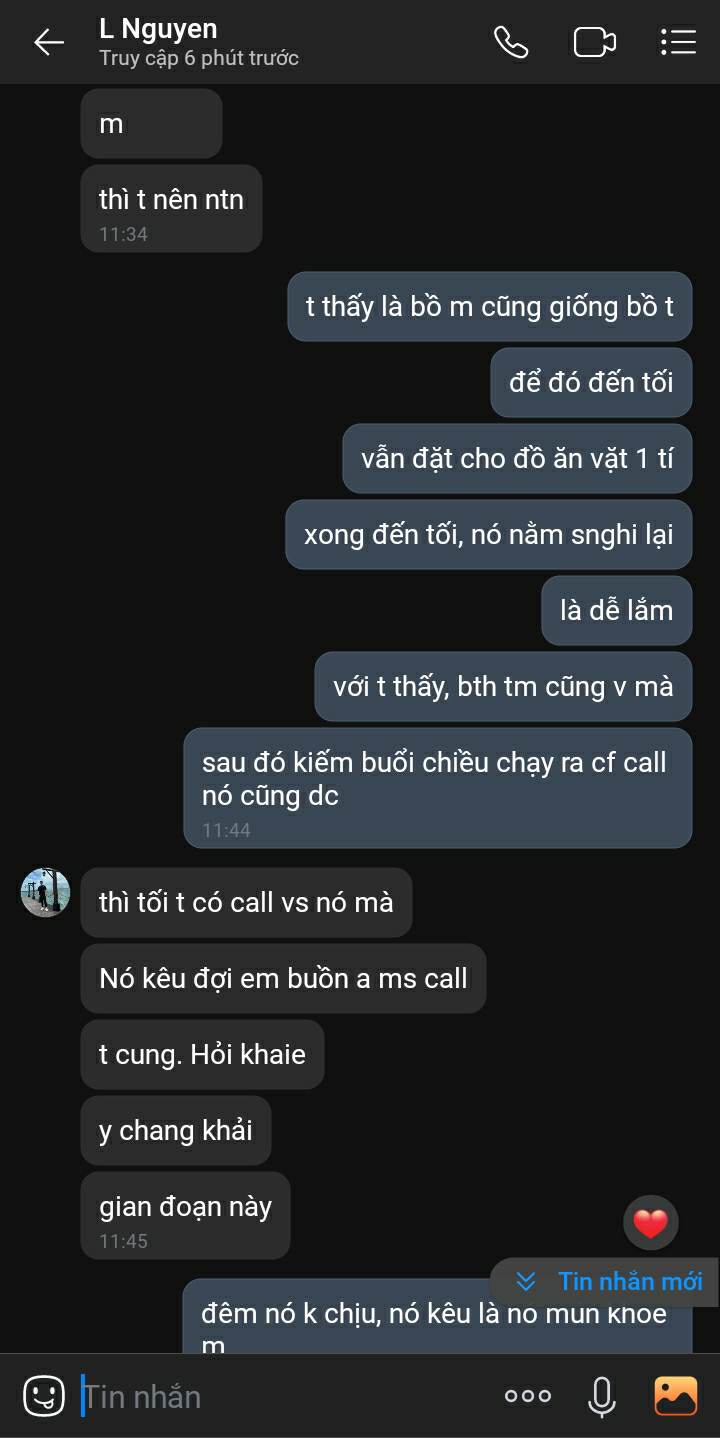 L Nguyen
Truy cập 6 phút trước
m
thì t nên ntn
11:34
t thấy là bồ m cũng giống bồ t
để đó đến tối
vẫn đặt cho đồ ăn vặt 1 tí
xong đến tối, nó nằm snghi lại
là dễ lắm
với t thấy, bth tm cũng v mà
sau đó kiếm buổi chiều chạy ra cf call
nó cũng dc
11:44
thì tối t có call vs nó mà
Nó kêu đợi em buồn a ms call
t cung. Hỏi khaie
y chang khải
gian đoạn này
11:45
Tin nhắn mới
đêm nó k chịu, nó kêu là nó mún khoe
m
Tin nhắn